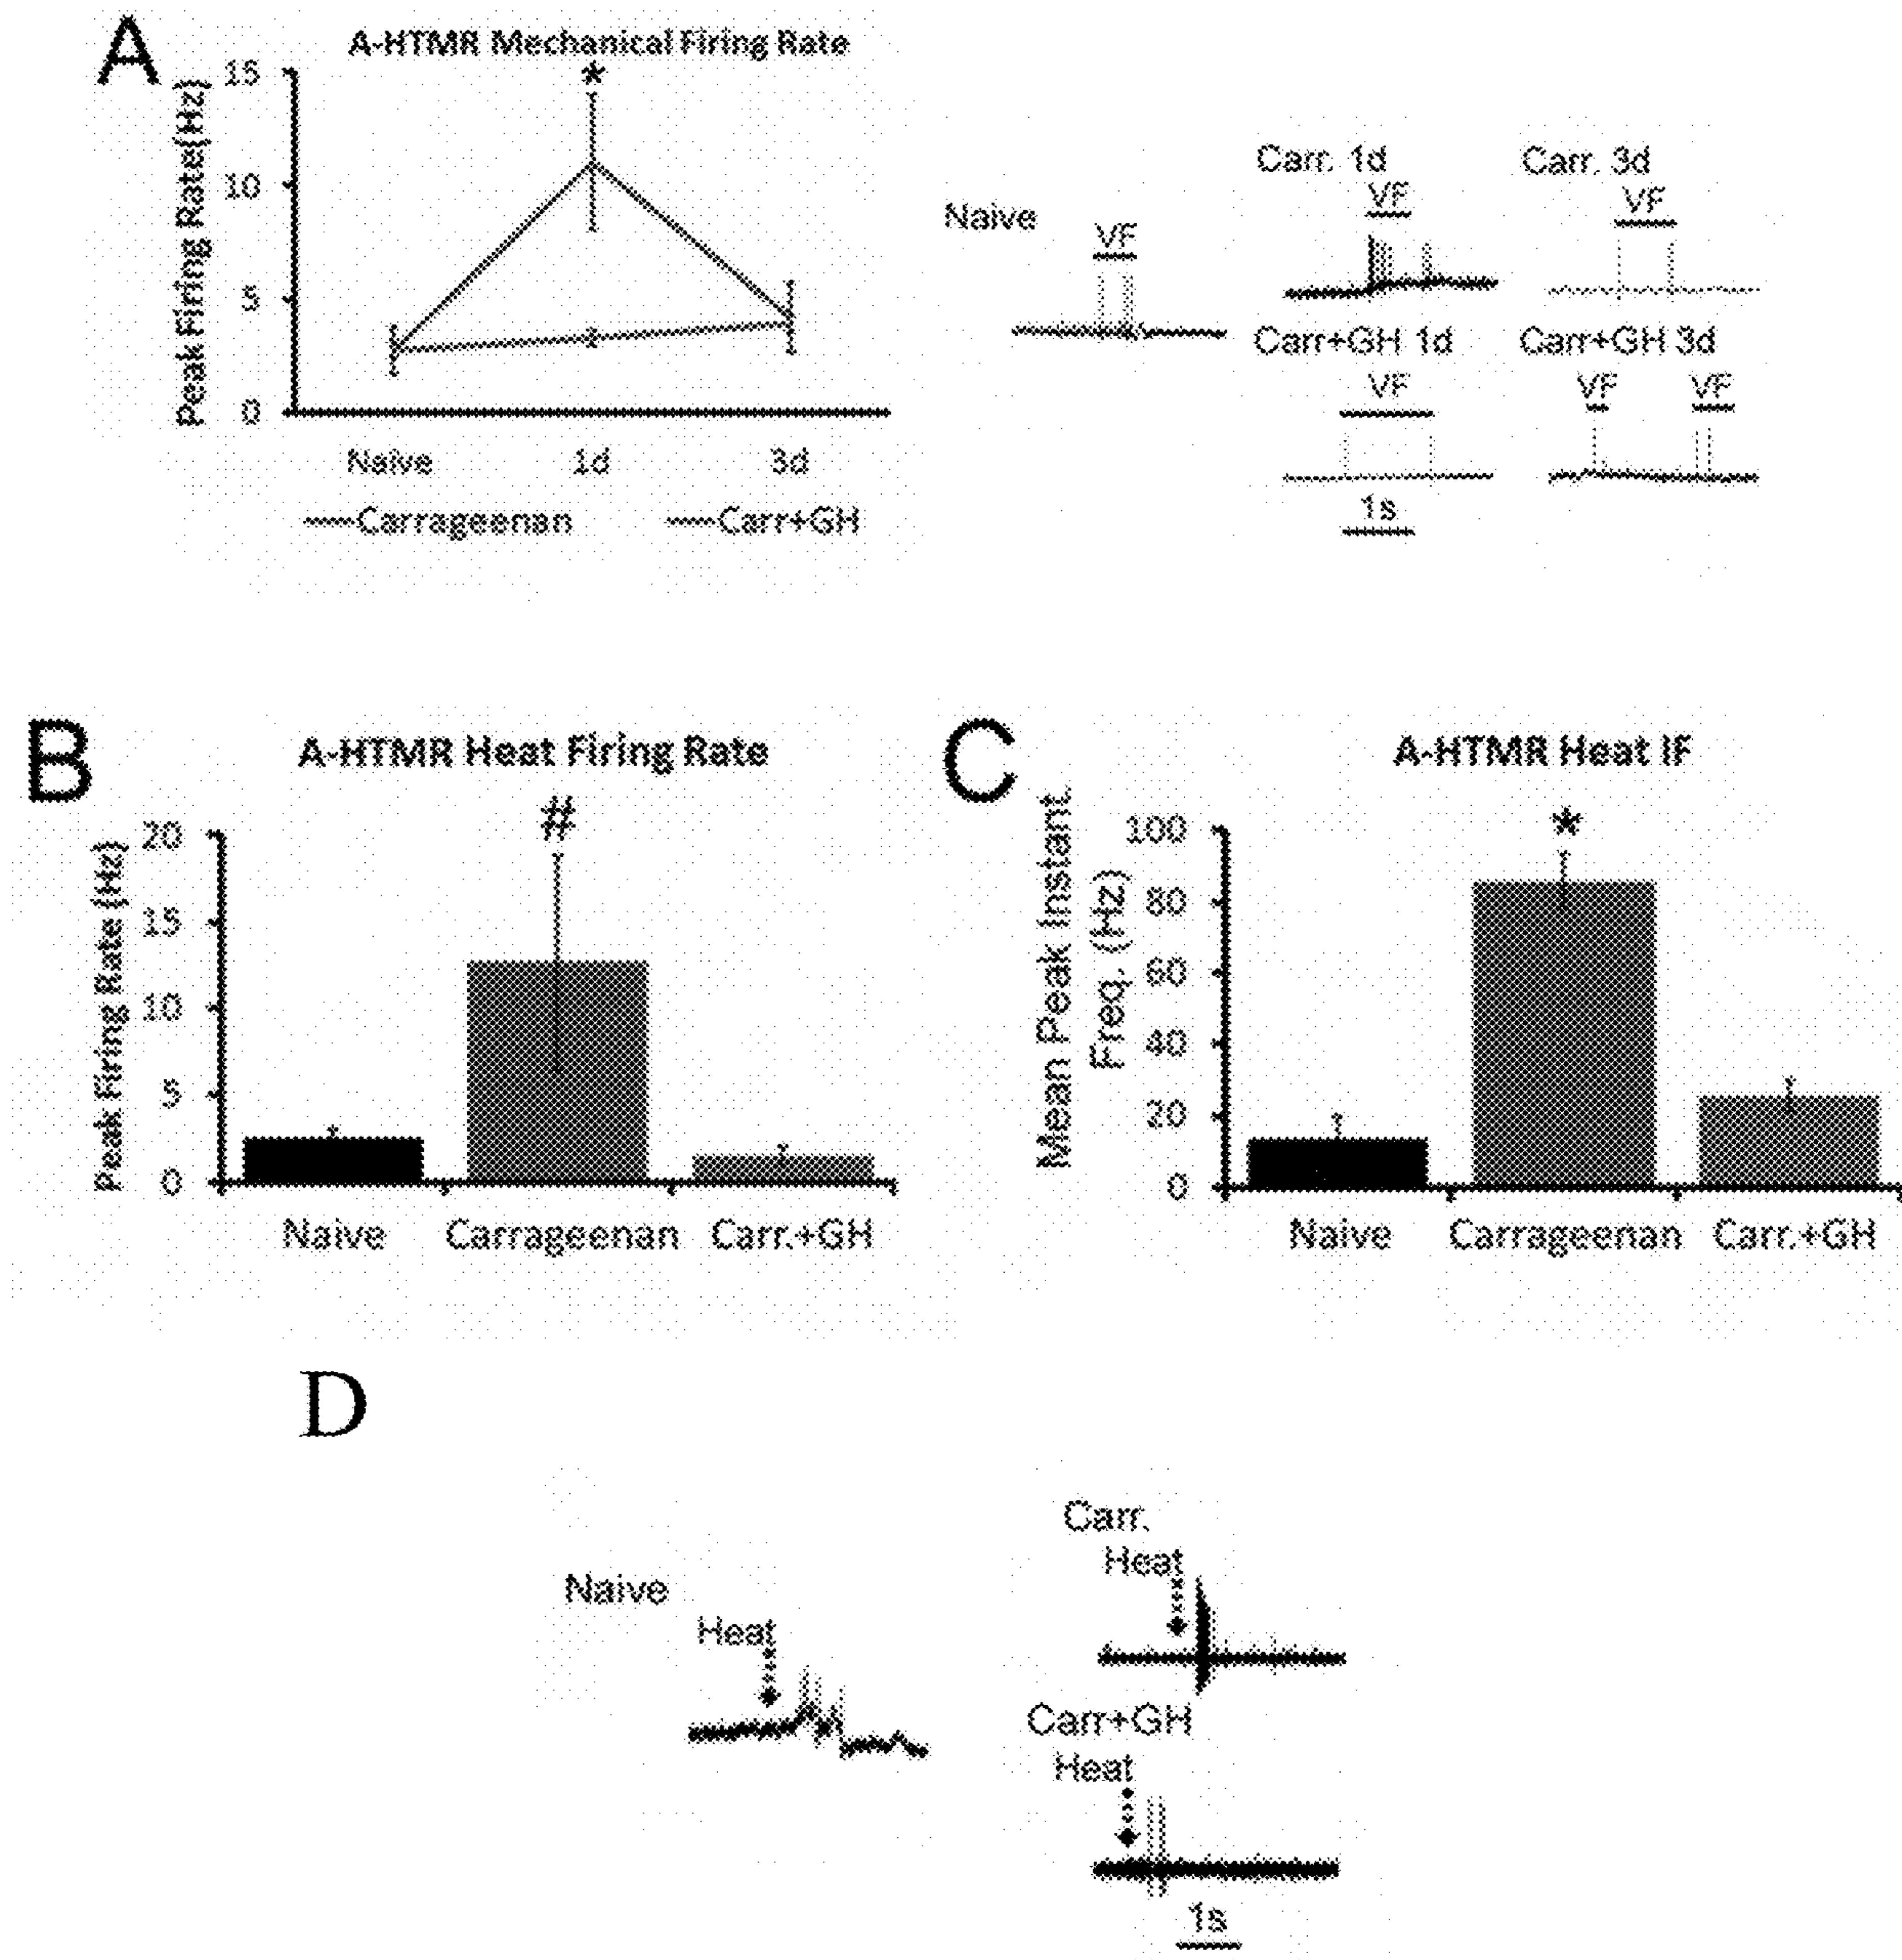 A
A-HTMR Mechanical Firing Rate
*
Peak Firing Rate(Hz)
15
10
5
0
Naive 1d 3d
Carrageenan Carr+GH
Naive
VF
Carr. 1d
VF
Carr. 3d
VF
Carr+GH 1d
VF
1s
Carr+GH 3d
VF VF
B
A-HTMR Heat Firing Rate
#
Peak Firing Rate (Hz)
20
15
10
5
0
Naive Carrageenan Carr.+GH
C
A-HTMR Heat IF
*
Mean Peak Instant.
Freq. (Hz)
100
80
60
40
20
0
Naive Carrageenan Carr.+GH
D
Naive
Heat
Carr.
Heat
Carr+GH
Heat
1s